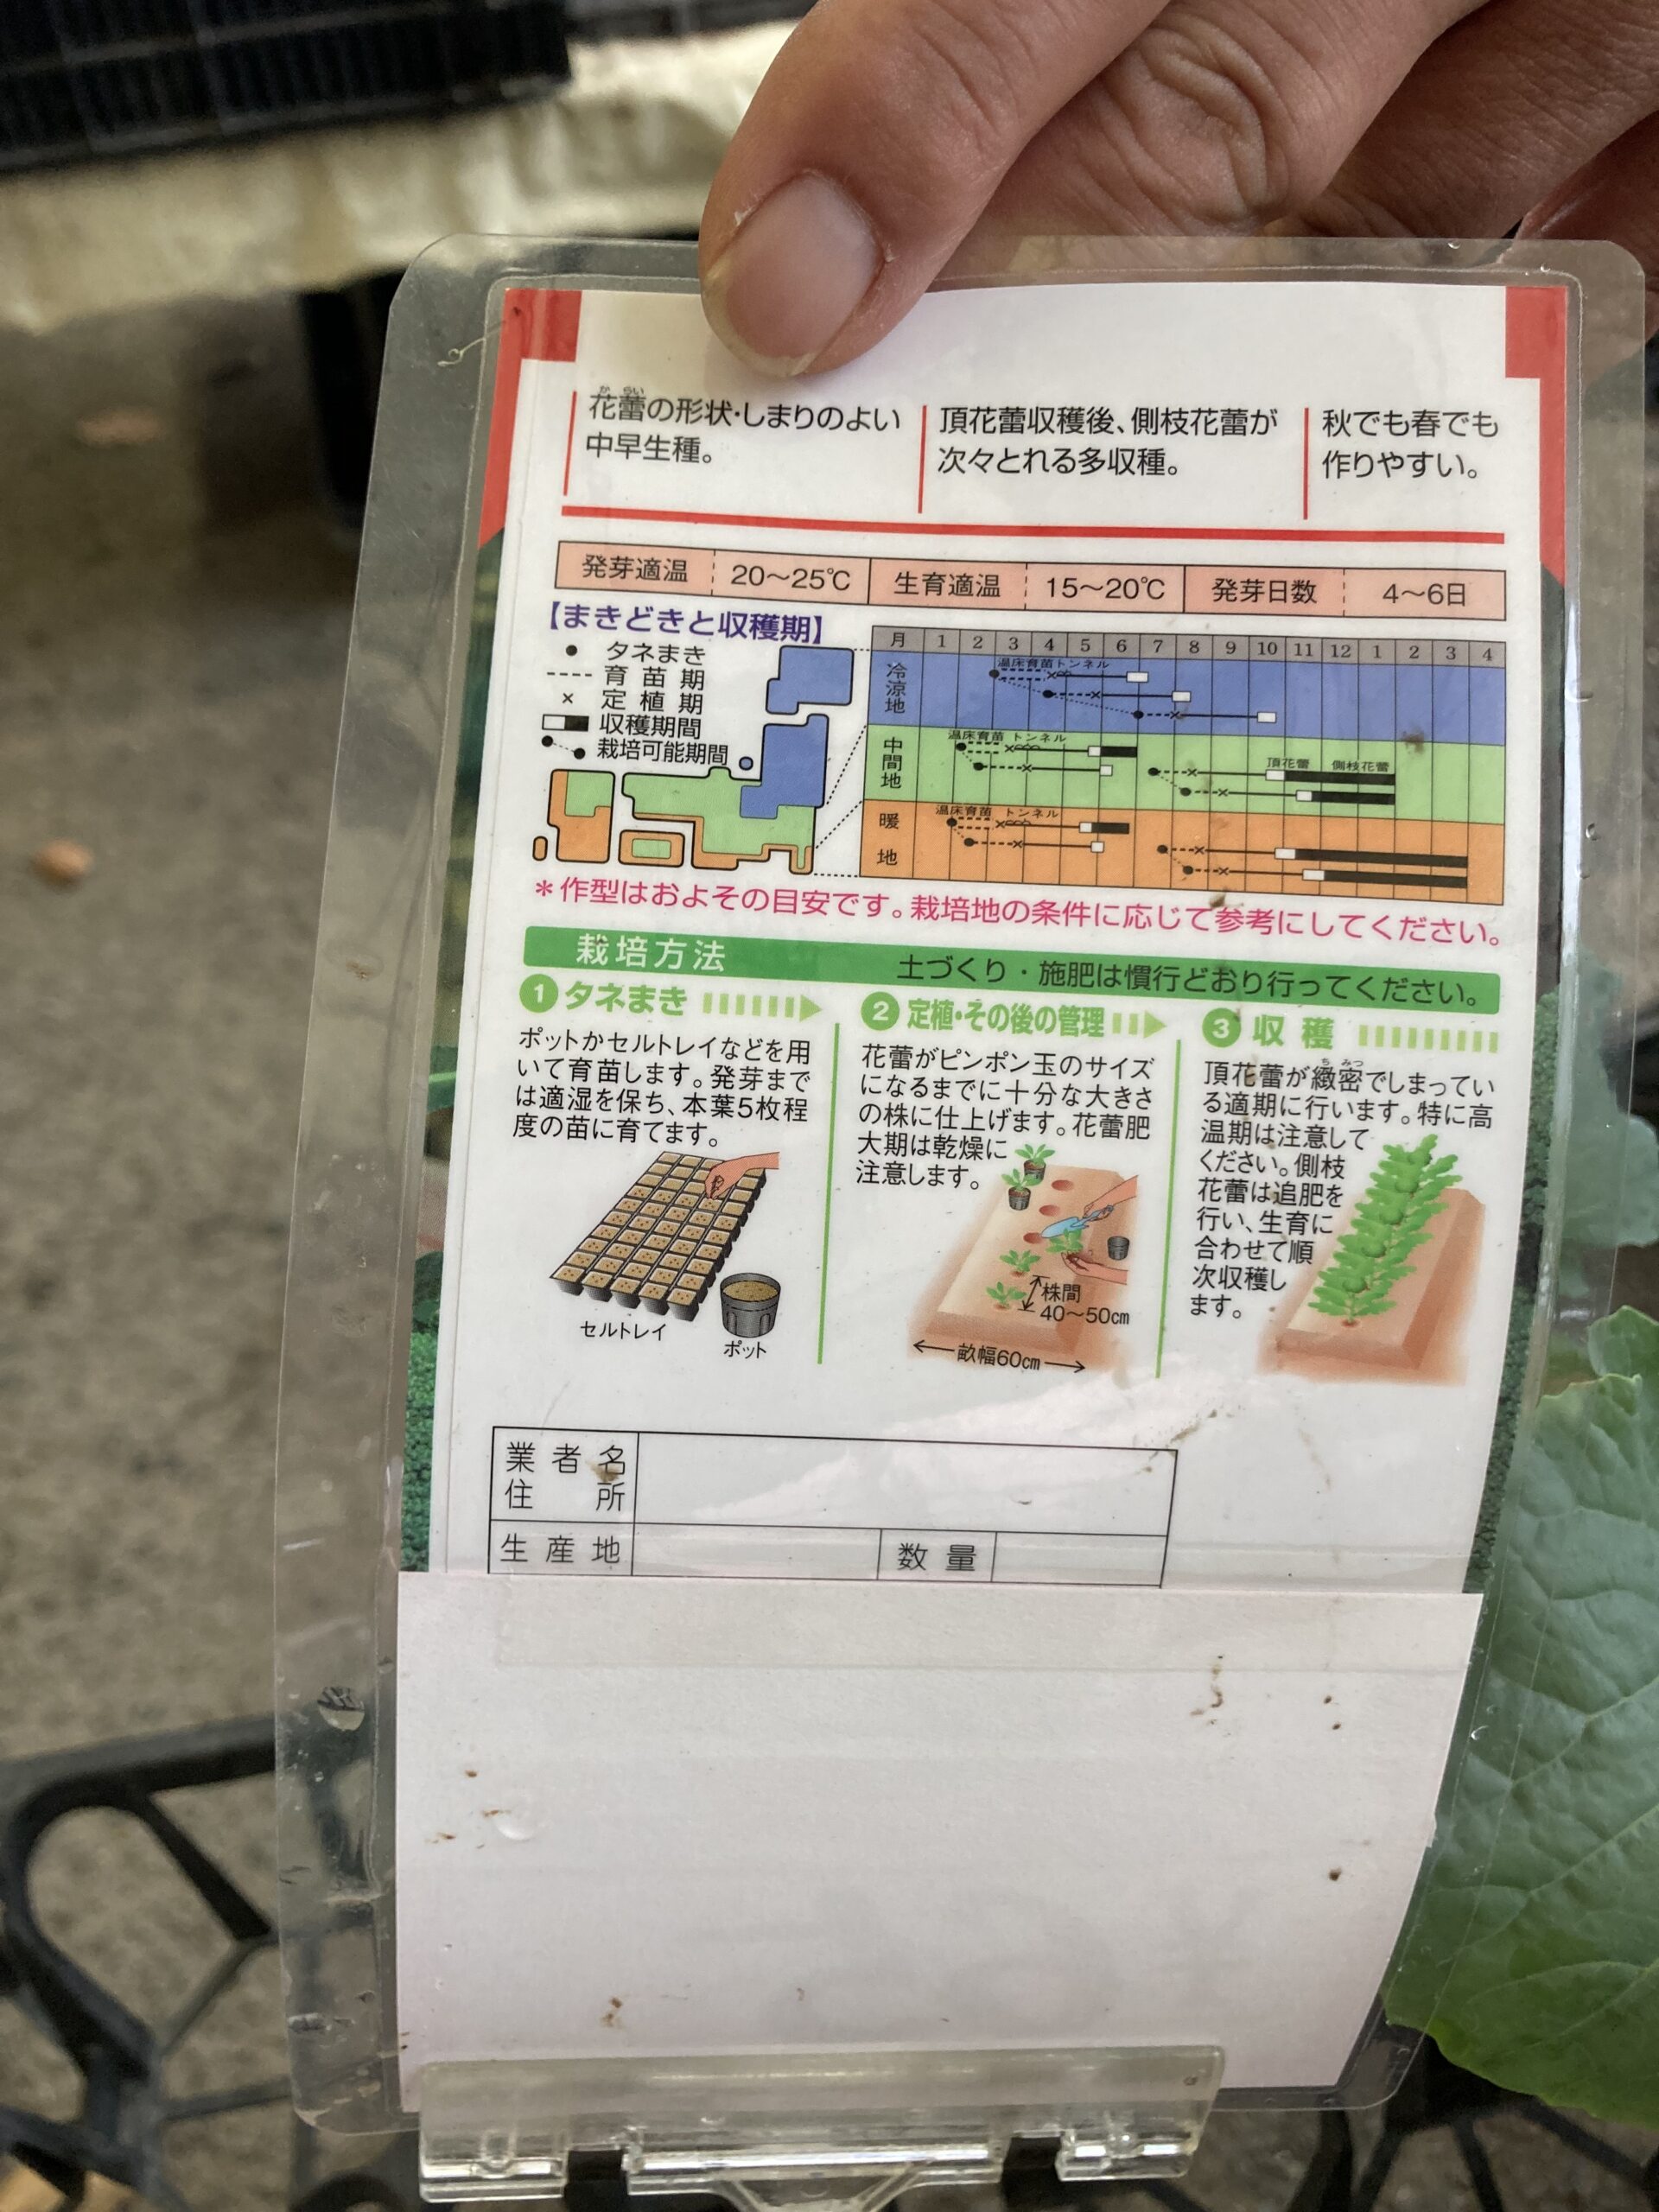 か らい
花蕾の形状・しまりのよい
中早生種。
頂花蕾収穫後、側枝花蕾が
次々とれる多収種。
秋でも春でも
作りやすい。
発芽適温 20〜25℃ 生育適温 15〜20℃ 発芽日数 4〜6日
【まきどきと収穫期】
タネまき
育苗期
定植期
収穫期間
栽培可能期間
月 1 2 3 4 5 6 7 8 9 10 11 12 1 2 3 4
冷涼地
温床育苗 トンネル
中間地
温床育苗 トンネル
頂花蕾 側枝花蕾
暖地
温床育苗 トンネル
＊作型はおよその目安です。栽培地の条件に応じて参考にしてください。
栽培方法 土づくり・施肥は慣行どおり行ってください。
1 タネまき
ポットかセルトレイなどを用
いて育苗します。発芽まで
は適湿を保ち、本葉5枚程
度の苗に育てます。
セルトレイ
ポット
2 定植・その後の管理
花蕾がピンポン玉のサイズ
になるまでに十分な大きさ
の株に仕上げます。花蕾肥
大期は乾燥に
注意します。
株間
40〜50㎝
畝幅60㎝
3 収穫
ち みつ
頂花蕾が緻密でしまってい
る適期に行います。特に高
温期は注意して
ください。側枝
花蕾は追肥を
行い、生育に
合わせて順
次収穫し
ます。
業者名
住所
生産地 数量